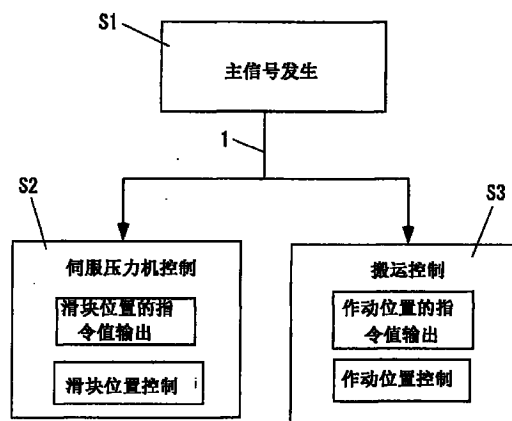 S1
主信号发生
1
S2
S3
伺服压力机控制
滑块位置的指
令值输出
滑块位置控制
搬运控制
作动位置的指
令值输出
作动位置控制